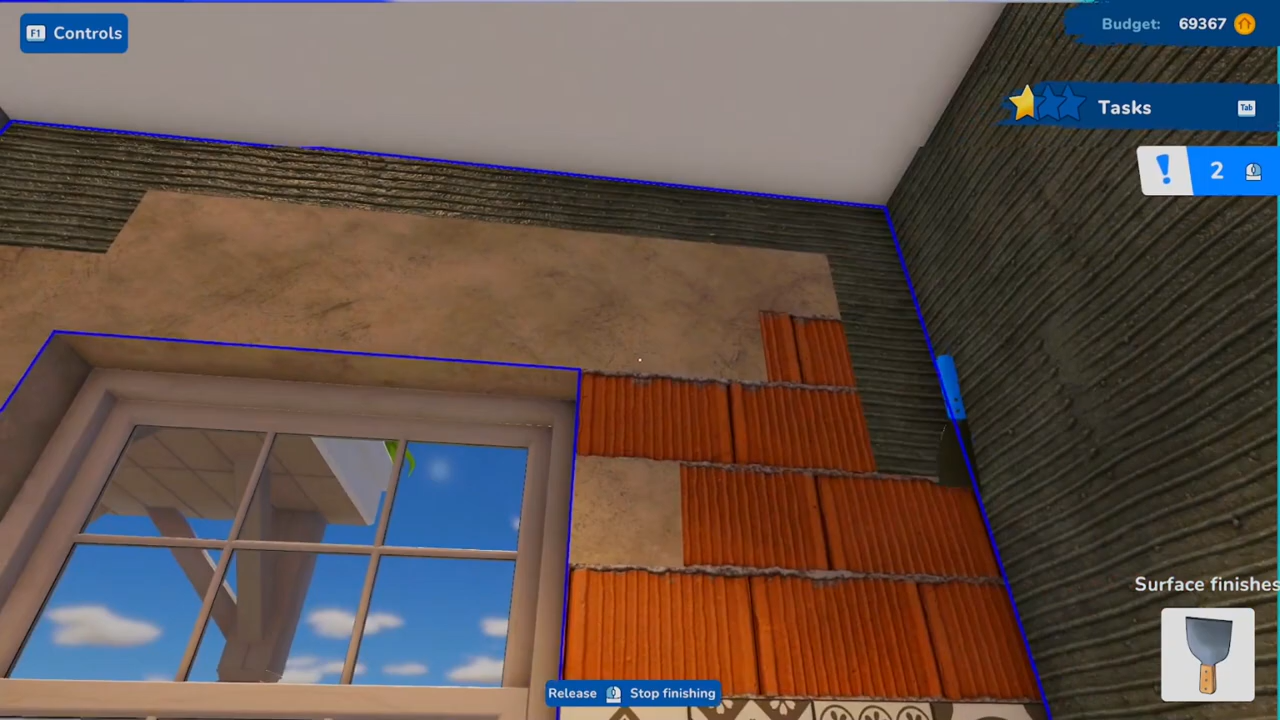 F1 Controls
Budget: 69367
Tasks Tab
! 2
Surface finishes
Release Stop finishing